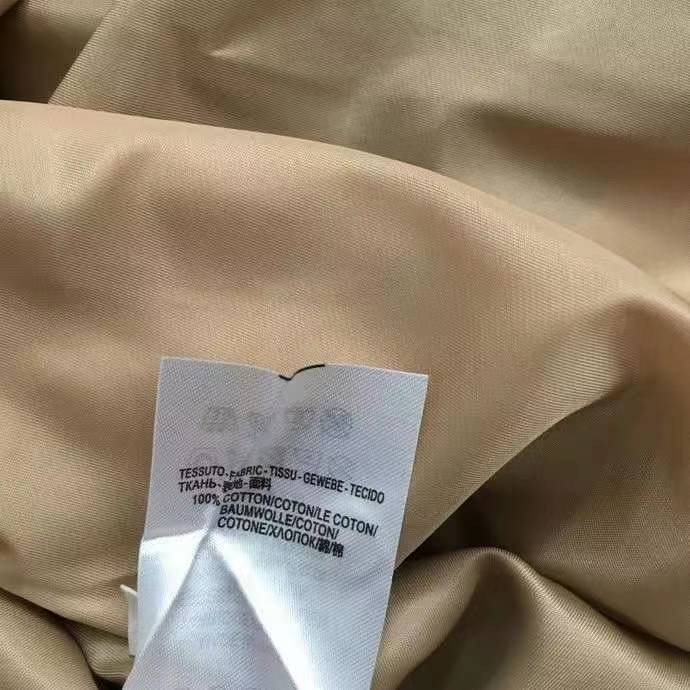 TESSUTO - FABRIC - TISSU - GEWEBE - TECIDO
ТКАНЬ - 表地 - 面料
100% COTTON/COTON/LE COTON/
BAUMWOLLE/COTON/
COTONE/ХЛОПОК/綿/棉